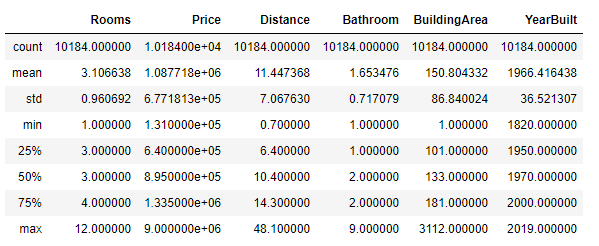 Rooms Price Distance Bathroom BuildingArea YearBuilt
count 10184.000000 1.018400e+04 10184.000000 10184.000000 10184.000000 10184.000000
mean 3.106638 1.087718e+06 11.447368 1.653476 150.804332 1966.416438
std 0.960692 6.771813e+05 7.067630 0.717079 86.840024 36.521307
min 1.000000 1.310000e+05 0.700000 1.000000 1.000000 1820.000000
25% 3.000000 6.400000e+05 6.400000 1.000000 101.000000 1950.000000
50% 3.000000 8.950000e+05 10.400000 2.000000 133.000000 1970.000000
75% 4.000000 1.335000e+06 14.300000 2.000000 181.000000 2000.000000
max 12.000000 9.000000e+06 48.100000 9.000000 3112.000000 2019.000000